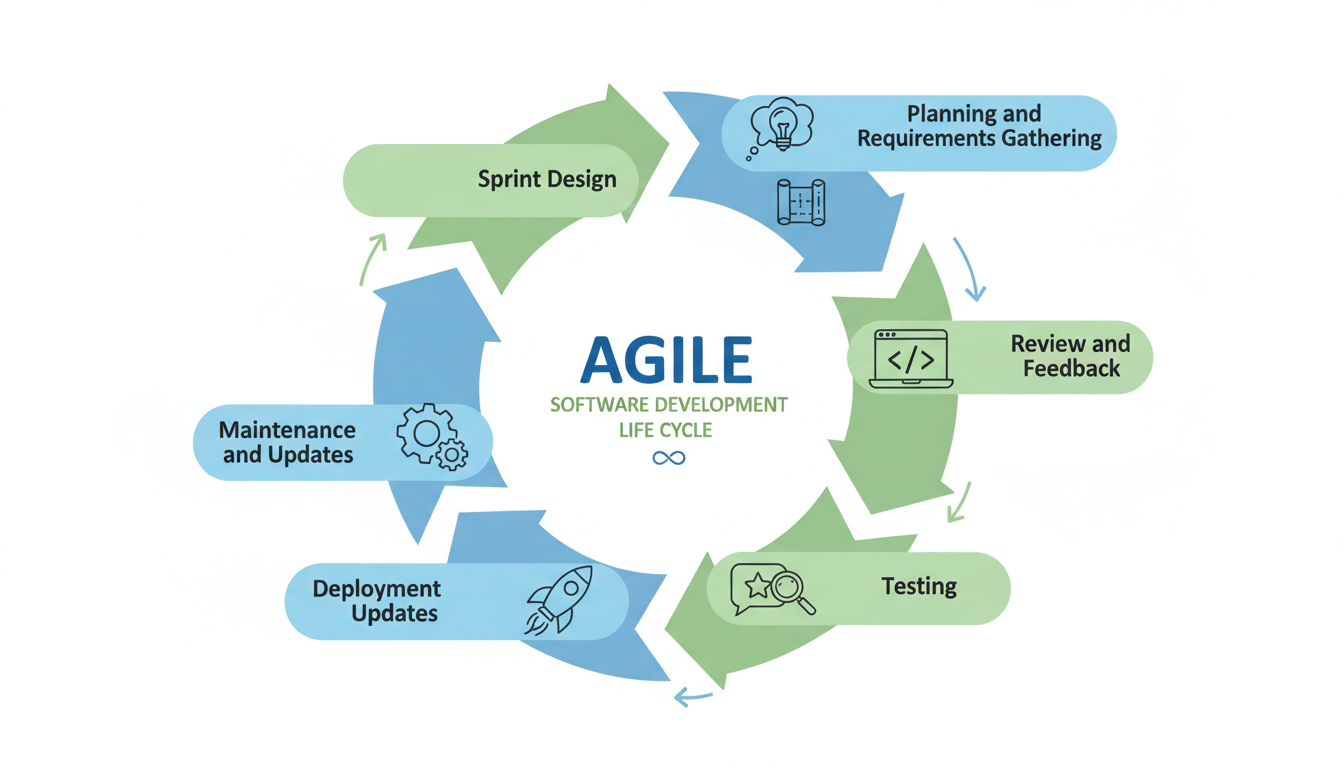 Planning and
Requirements Gathering
Sprint Design
Review and
Feedback
AGILE
SOFTWARE DEVELOPMENT
LIFE CYCLE
Maintenance
and Updates
Testing
Deployment
Updates